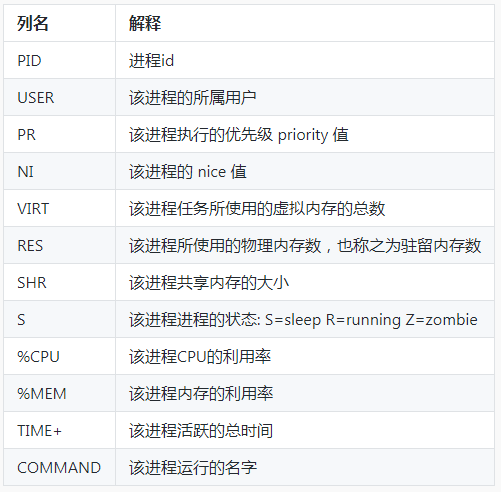 列名 解释
PID 进程id
USER 该进程的所属用户
PR 该进程执行的优先级 priority 值
NI 该进程的 nice 值
VIRT 该进程任务所使用的虚拟内存的总数
RES 该进程所使用的物理内存数，也称之为驻留内存数
SHR 该进程共享内存的大小
S 该进程进程的状态: S=sleep R=running Z=zombie
%CPU 该进程CPU的利用率
%MEM 该进程内存的利用率
TIME+ 该进程活跃的总时间
COMMAND 该进程运行的名字